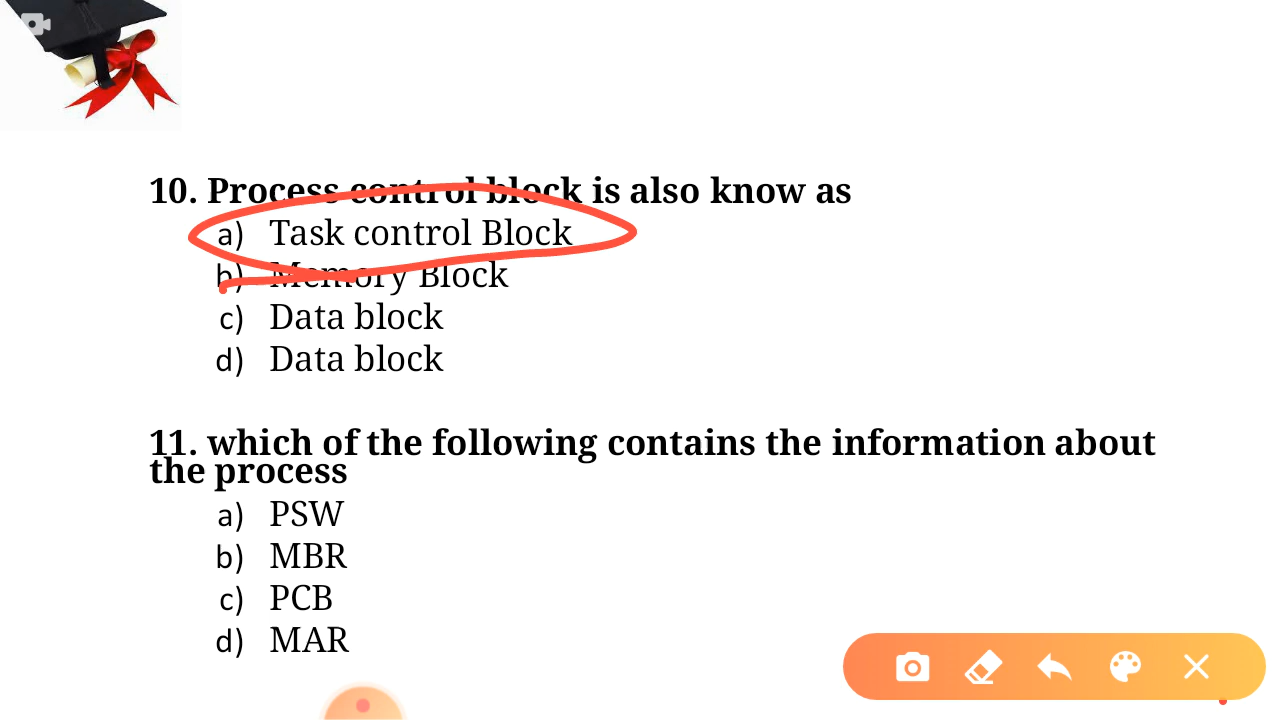 10. Process control block is also know as
a) Task control Block
b) Memory Block
c) Data block
d) Data block
11. which of the following contains the information about
the process
a) PSW
b) MBR
c) PCB
d) MAR